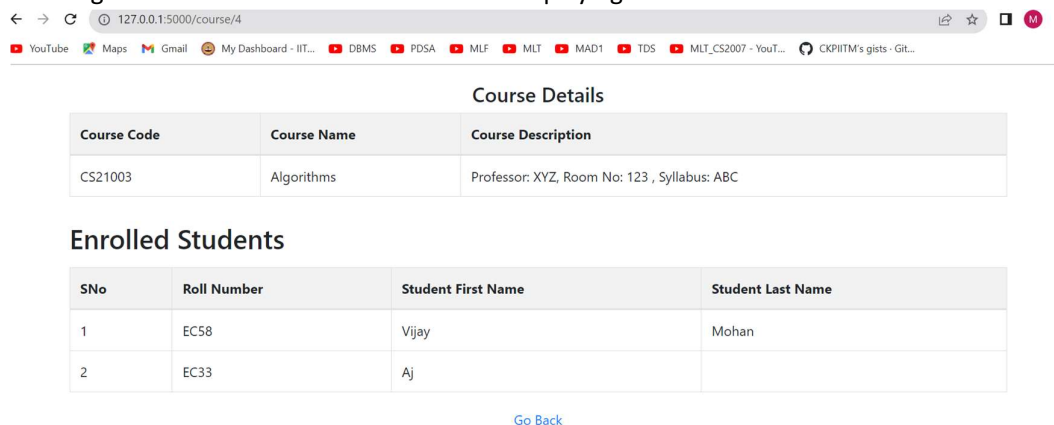 127.0.0.1:5000/course/4
M
YouTube Maps Gmail My Dashboard - IIT... DBMS PDSA MLF MLT MAD1 TDS MLT_CS2007 - YouT... CKPIITM's gists · Git...
Course Details
Course Code Course Name Course Description
CS21003 Algorithms Professor: XYZ, Room No: 123 , Syllabus: ABC
Enrolled Students
SNo Roll Number Student First Name Student Last Name
1 EC58 Vijay Mohan
2 EC33 Aj
Go Back